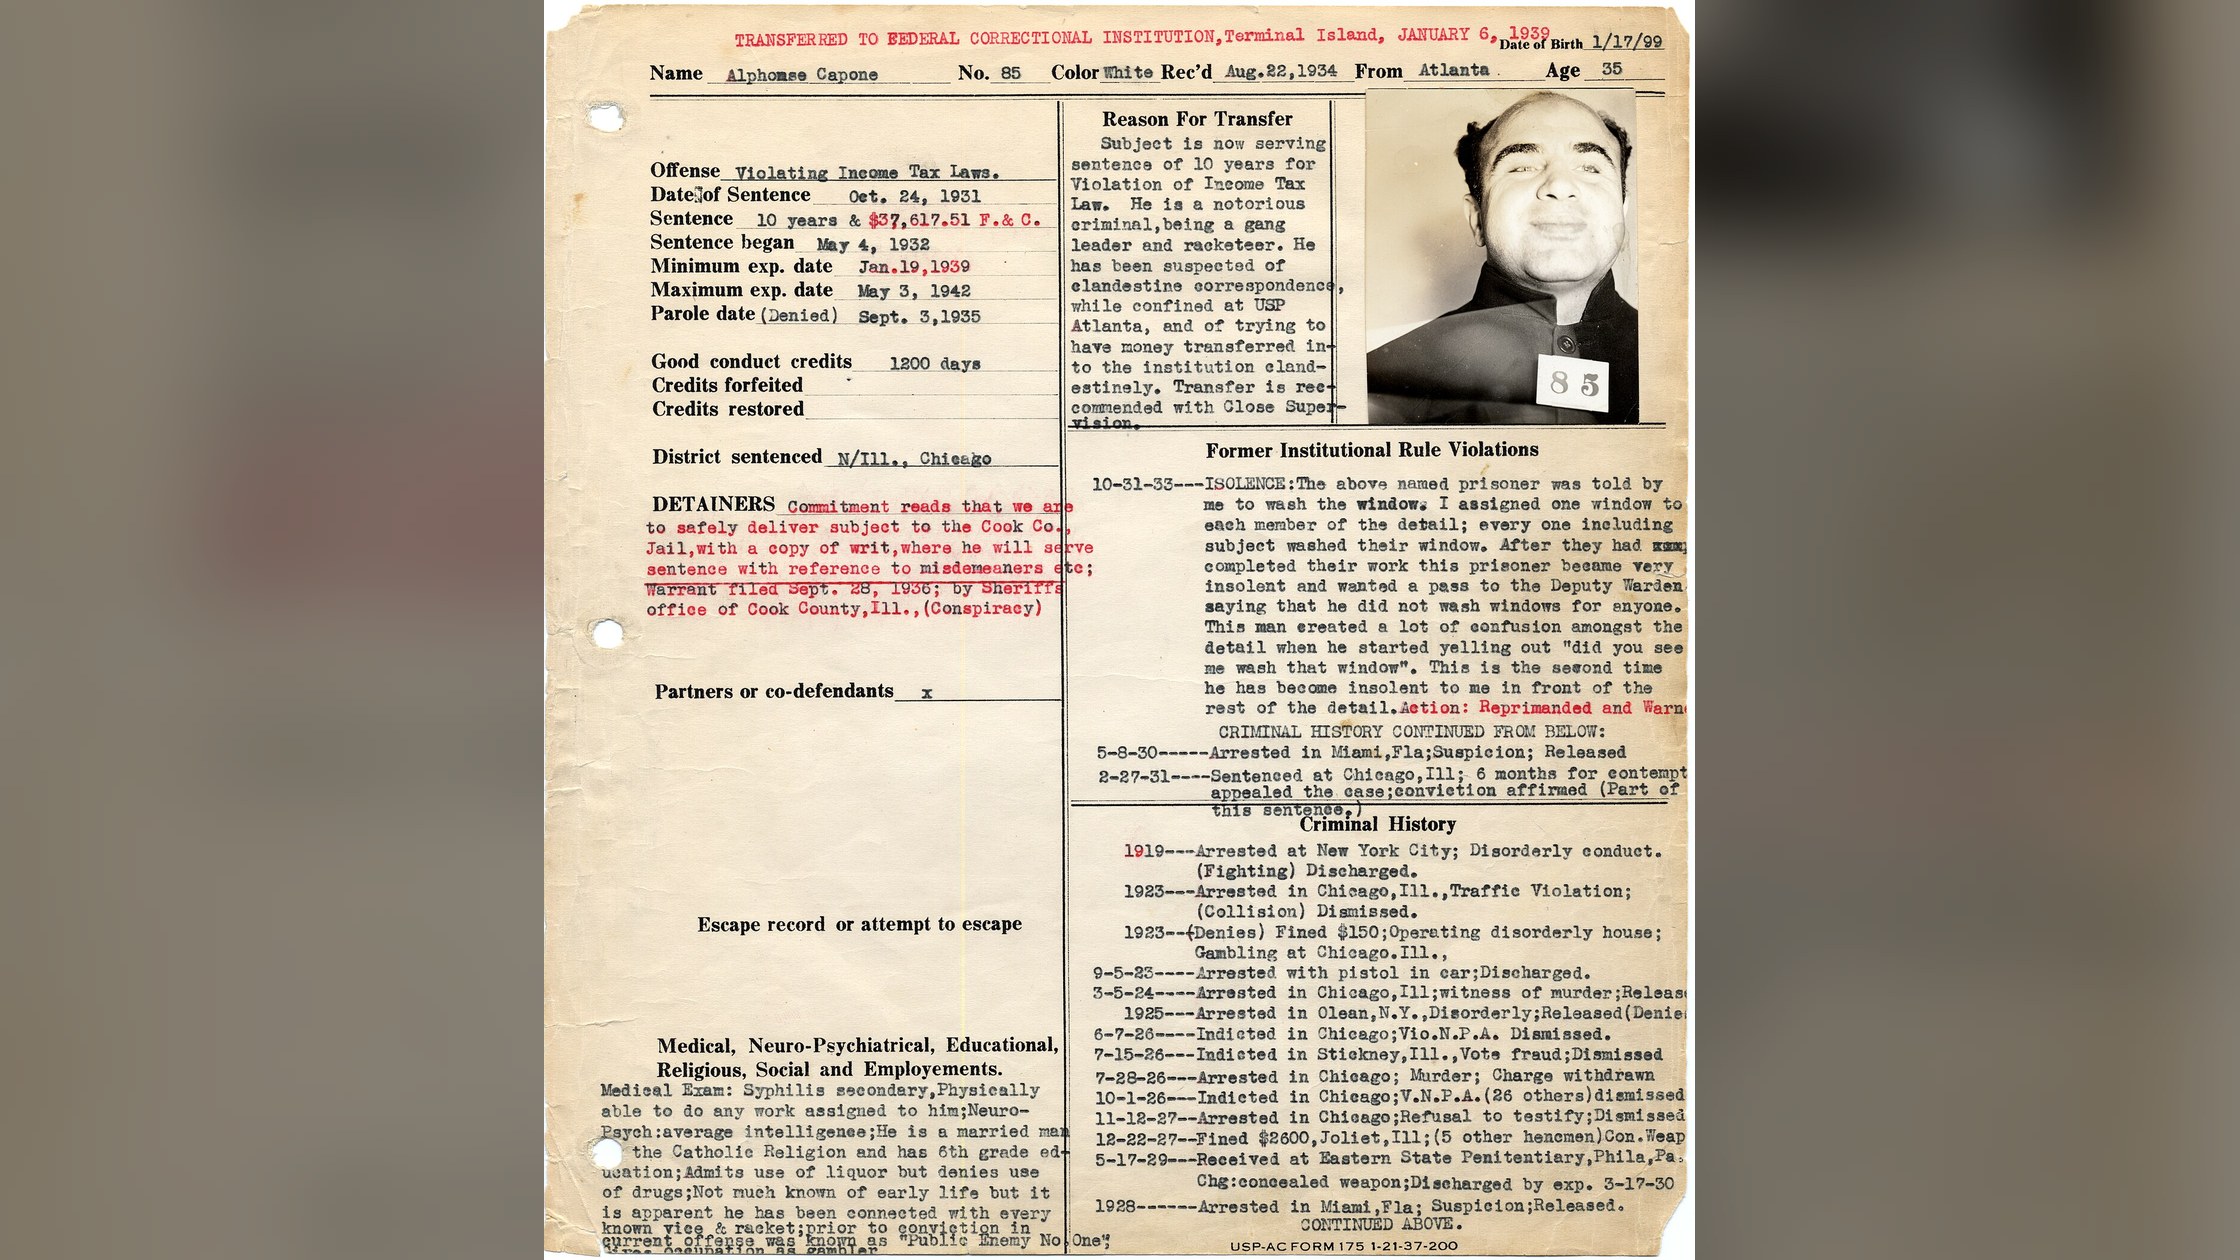 TRANSFERRED TO FEDERAL CORRECTIONAL INSTITUTION,Terminal Island, JANUARY 6, 1939
Date of Birth 1/17/99
Name Alphonse Capone No. 85 Color White Rec'd Aug.22,1934 From Atlanta. Age 35
Offense Violating Income Tax Laws.
Date of Sentence Oct. 24, 1931
Sentence 10 years & $37,617.51 F.& C.
Sentence began May 4, 1932
Minimum exp. date Jan.19,1939
Maximum exp. date May 3, 1942
Parole date (Denied) Sept. 3,1935
Good conduct credits 1200 days
Credits forfeited
Credits restored
District sentenced N/Ill., Chicago
DETAINERS Commitment reads that we are
to safely deliver subject to the Cook Co.,
Jail,with a copy of writ,where he will serve
sentence with reference to misdemeaners etc;
Warrant filed Sept. 28, 1936; by Sheriffs
office of Cook County,Ill.,(Conspiracy)
Partners or co-defendants x
Escape record or attempt to escape
Medical, Neuro-Psychiatrical, Educational,
Religious, Social and Employements.
Medical Exam: Syphilis secondary,Physically
able to do any work assigned to him;Neuro-
Psych:average intelligence;He is a married man
the Catholic Religion and has 6th grade ed-
ucation;Admits use of liquor but denies use
of drugs;Not much known of early life but it
is apparent he has been connected with every
known vice & racket;prior to conviction in
current offense was known as "Public Enemy No One";
occupation as gambler
Reason For Transfer
Subject is now serving
sentence of 10 years for
Violation of Income Tax
Law. He is a notorious
criminal,being a gang
leader and racketeer. He
has been suspected of
clandestine correspondence,
while confined at USP
Atlanta, and of trying to
have money transferred in-
to the institution cland-
estinely. Transfer is rec-
commended with Close Super-
vision.
85
Former Institutional Rule Violations
10-31-33---ISOLENCE:The above named prisoner was told by
me to wash the window. I assigned one window to
each member of the detail; every one including
subject washed their window. After they had
completed their work this prisoner became very
insolent and wanted a pass to the Deputy Warden
saying that he did not wash windows for anyone.
This man created a lot of confusion amongst the
detail when he started yelling out "did you see
me wash that window". This is the second time
he has become insolent to me in front of the
rest of the detail.Action: Reprimanded and Warne
CRIMINAL HISTORY CONTINUED FROM BELOW:
5-8-30-----Arrested in Miami,Fla;Suspicion; Released
2-27-31----Sentenced at Chicago,Ill; 6 months for contempt
appealed the case;conviction affirmed (Part of
this sentence.)
Criminal History
1919---Arrested at New York City; Disorderly conduct.
(Fighting) Discharged.
1923---Arrested in Chicago,Ill.,Traffic Violation;
(Collision) Dismissed.
1923--(Denies) Fined $150;Operating disorderly house;
Gambling at Chicago.Ill.,
9-5-23----Arrested with pistol in car;Discharged.
3-5-24----Arrested in Chicago,Ill;witness of murder;Release
1925---Arrested in Olean,N.Y.,Disorderly;Released(Denie
6-7-26----Indicted in Chicago;Vio.N.P.A. Dismissed.
7-15-26---Indicted in Stickney,Ill.,Vote fraud;Dismissed
7-28-26---Arrested in Chicago; Murder; Charge withdrawn
10-1-26---Indicted in Chicago;V.N.P.A.(26 others)dismissed
11-12-27--Arrested in Chicago;Refusal to testify;Dismissed
12-22-27--Fined $2600,Joliet,Ill;(5 other henchmen)Con.Weap
5-17-29---Received at Eastern State Penitentiary,Phila,Pa.
Chg:concealed weapon;Discharged by exp. 3-17-30
1928------Arrested in Miami,Fla; Suspicion;Released.
CONTINUED ABOVE.
USP-AC FORM 175 1-21-37-200